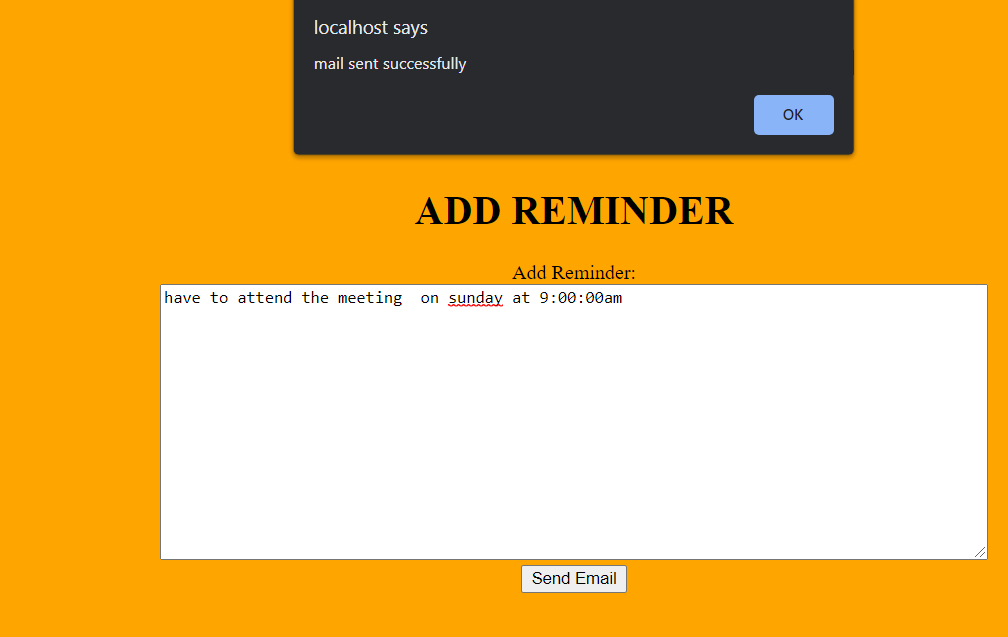 localhost says
mail sent successfully
OK
ADD REMINDER
Add Reminder:
have to attend the meeting  on sunday at 9:00:00am
Send Email